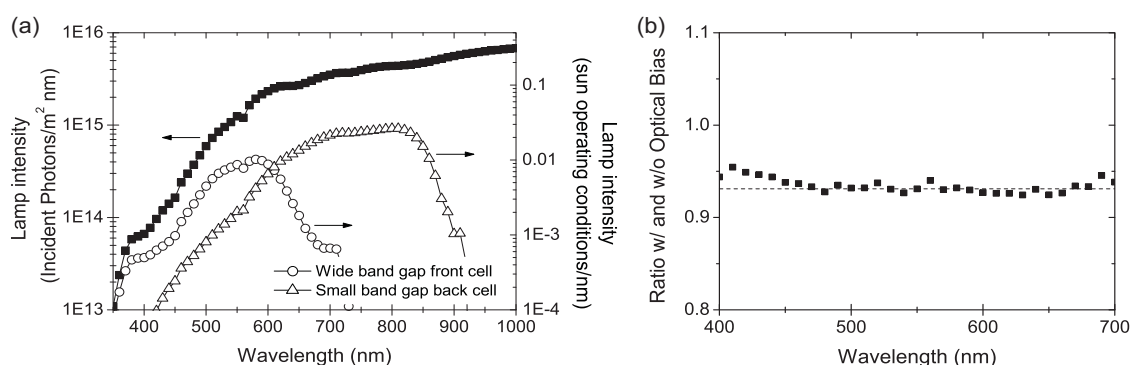 (a)
1E16
1E15
1E14
1E13
Lamp intensity
(Incident Photons/m² nm)
0.1
0.01
1E-3
1E-4
Lamp intensity
(sun operating conditions/nm)
Wide band gap front cell
Small band gap back cell
400 500 600 700 800 900 1000
Wavelength (nm)
(b)
1.1
1.0
0.9
0.8
Ratio w/ and w/o Optical Bias
400 500 600 700
Wavelength (nm)